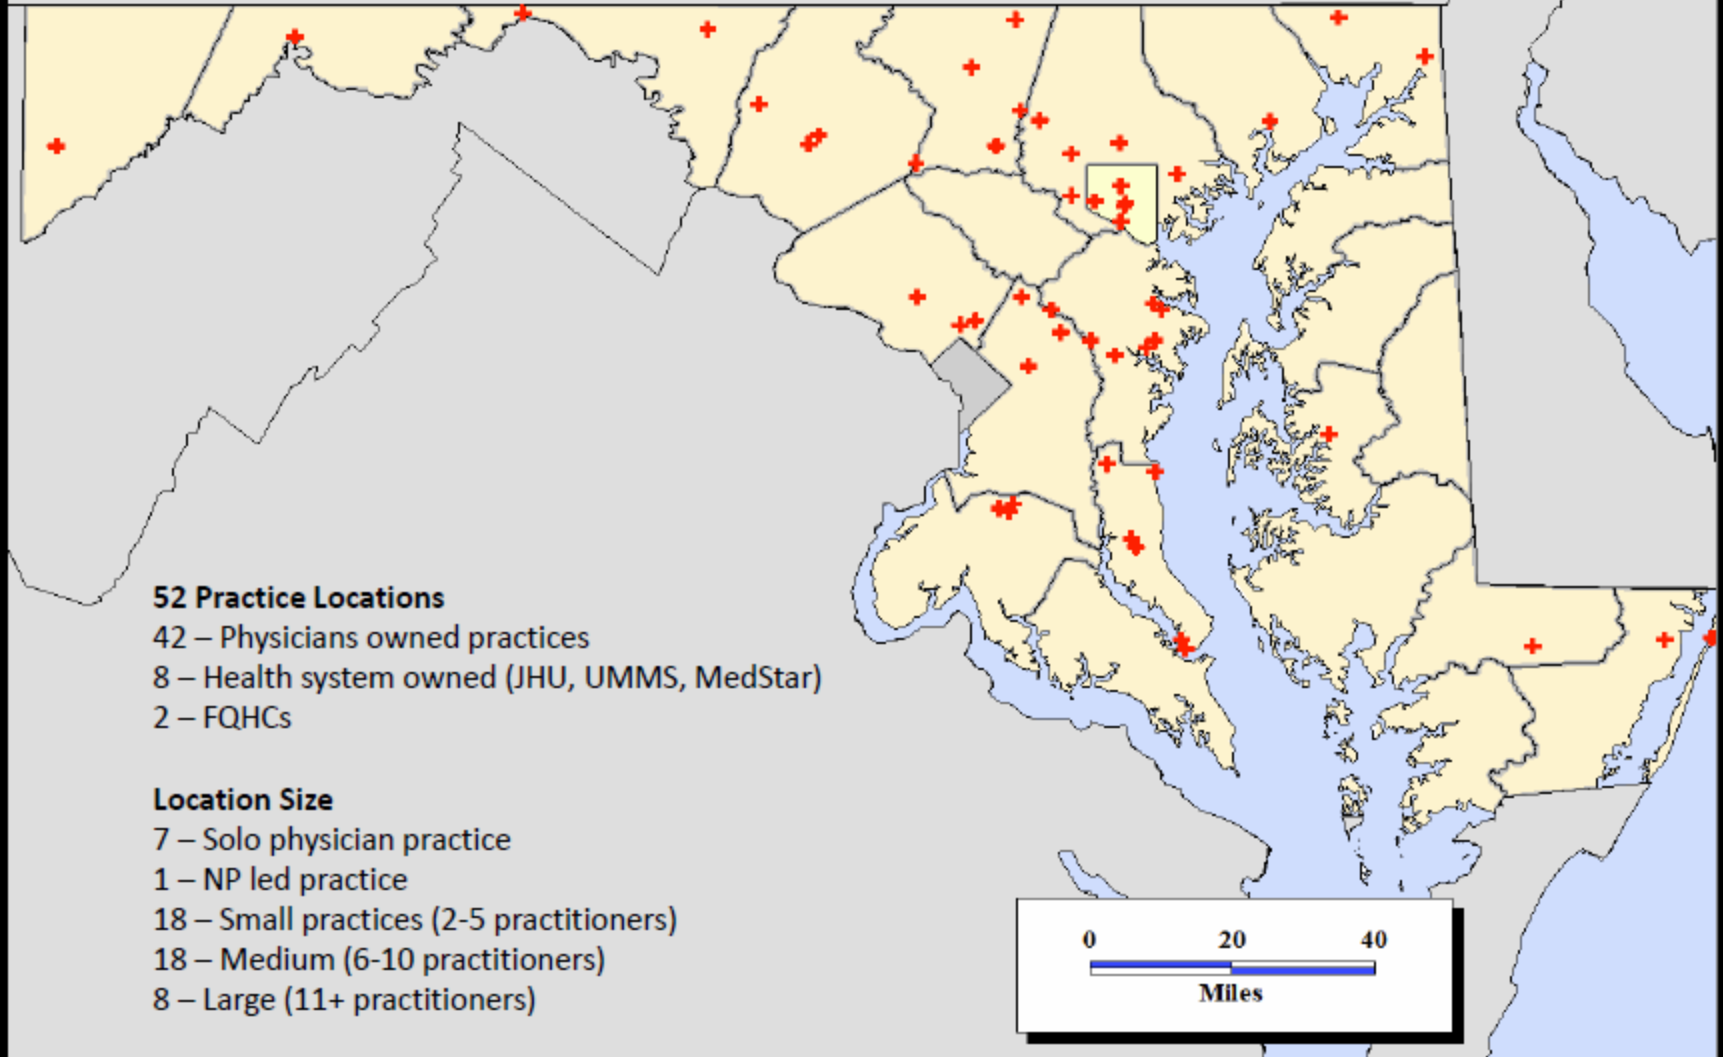 52 Practice Locations
42 – Physicians owned practices
8 – Health system owned (JHU, UMMS, MedStar)
2 – FQHCs
Location Size
7 – Solo physician practice
1 – NP led practice
18 – Small practices (2-5 practitioners)
18 – Medium (6-10 practitioners)
8 – Large (11+ practitioners)
0 20 40
Miles